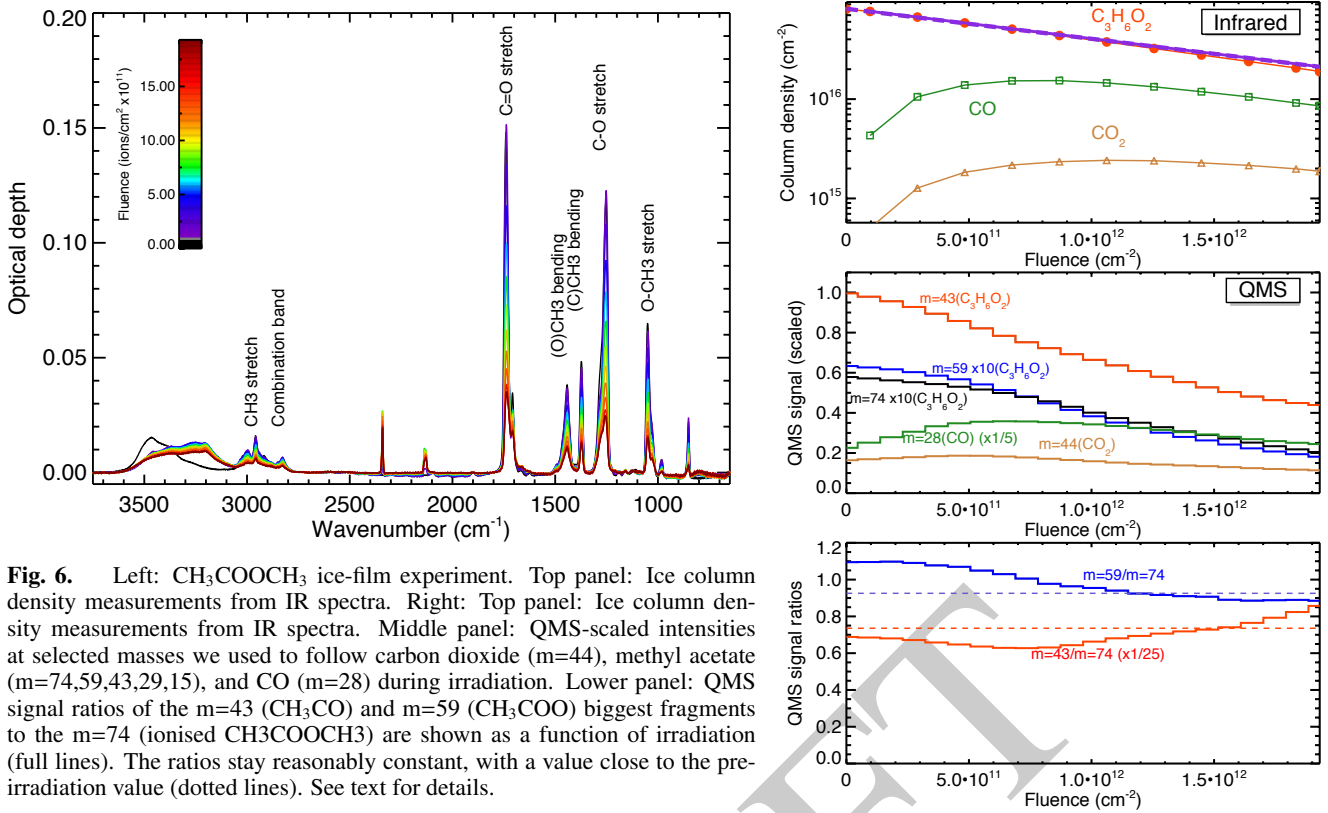 0.20
0.15
0.10
0.05
0.00
Optical depth
15.00
10.00
5.00
0.00
Fluence (ions/cm² x10¹¹)
CH3 stretch
Combination band
C=O stretch
(O)CH3 bending
(C)CH3 bending
C-O stretch
O-CH3 stretch
3500 3000 2500 2000 1500 1000
Wavenumber (cm⁻¹)
Fig. 6. Left: CH₃COOCH₃ ice-film experiment. Top panel: Ice column
density measurements from IR spectra. Right: Top panel: Ice column den-
sity measurements from IR spectra. Middle panel: QMS-scaled intensities
at selected masses we used to follow carbon dioxide (m=44), methyl acetate
(m=74,59,43,29,15), and CO (m=28) during irradiation. Lower panel: QMS
signal ratios of the m=43 (CH₃CO) and m=59 (CH₃COO) biggest fragments
to the m=74 (ionised CH3COOCH3) are shown as a function of irradiation
(full lines). The ratios stay reasonably constant, with a value close to the pre-
irradiation value (dotted lines). See text for details.
C₃H₆O₂
Infrared
CO
CO₂
10¹⁶
10¹⁵
Column density (cm⁻²)
0 5.0•10¹¹ 1.0•10¹² 1.5•10¹²
Fluence (cm⁻²)
QMS
m=43(C₃H₆O₂)
m=59 x10(C₃H₆O₂)
m=74 x10(C₃H₆O₂)
m=28(CO) (x1/5)
m=44(CO₂)
1.0
0.8
0.6
0.4
0.2
0.0
QMS signal (scaled)
0 5.0•10¹¹ 1.0•10¹² 1.5•10¹²
Fluence (cm⁻²)
m=59/m=74
m=43/m=74 (x1/25)
1.2
1.0
0.8
0.6
0.4
0.2
0.0
QMS signal ratios
0 5.0•10¹¹ 1.0•10¹² 1.5•10¹²
Fluence (cm⁻²)